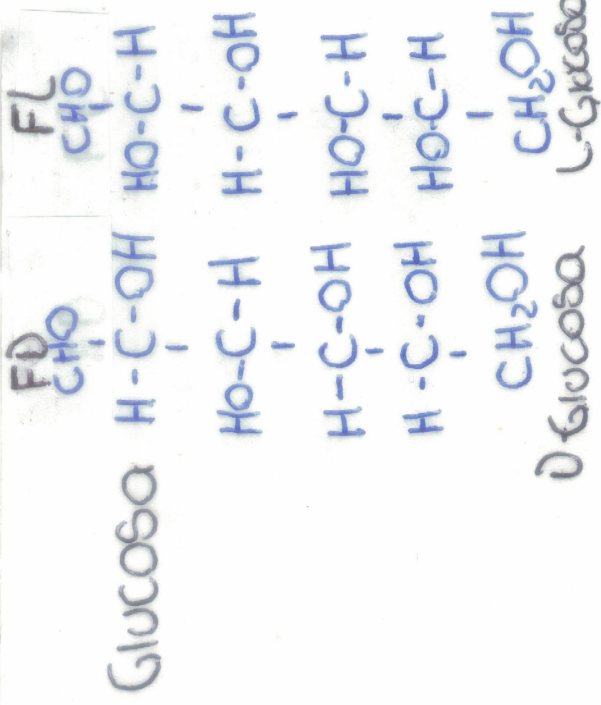 Glucosa
FD
CHO
H - C - OH
HO - C - H
H - C - OH
H - C - OH
CH2OH
D Glucosa
FL
CHO
HO - C - H
H - C - OH
HO - C - H
HO - C - H
CH2OH
L-Glucosa